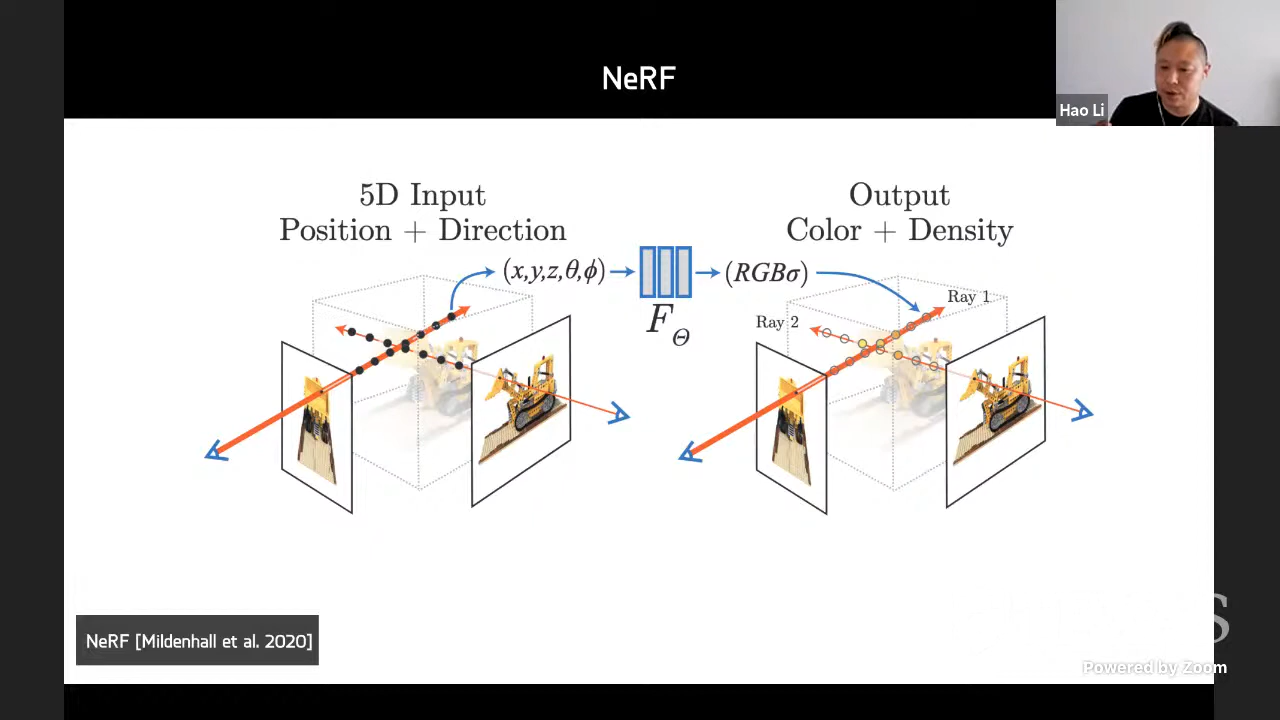 NeRF
Hao Li
5D Input
Position + Direction
Output
Color + Density
(x,y,z,θ,ϕ)
(RGBσ)
F_Θ
Ray 1
Ray 2
NeRF [Mildenhall et al. 2020]
S
Powered by Zoom